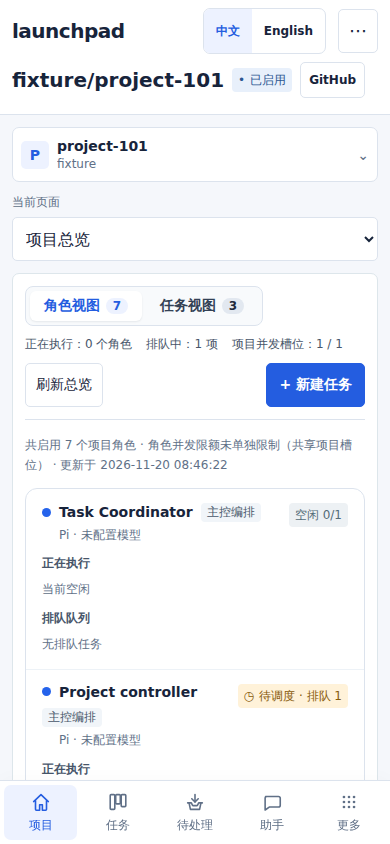 launchpad
中文 English ⋯
fixture/project-101 • 已启用 GitHub
P project-101
fixture
当前页面
项目总览
角色视图 7 任务视图 3
正在执行：0 个角色 排队中：1 项 项目并发槽位：1 / 1
刷新总览 + 新建任务
共启用 7 个项目角色 · 角色并发限额未单独限制（共享项目槽
位） · 更新于 2026-11-20 08:46:22
Task Coordinator 主控编排 空闲 0/1
Pi · 未配置模型
正在执行
当前空闲
排队队列
无排队任务
Project controller 待调度 · 排队 1
主控编排
Pi · 未配置模型
正在执行
项目 任务 待处理 助手 更多